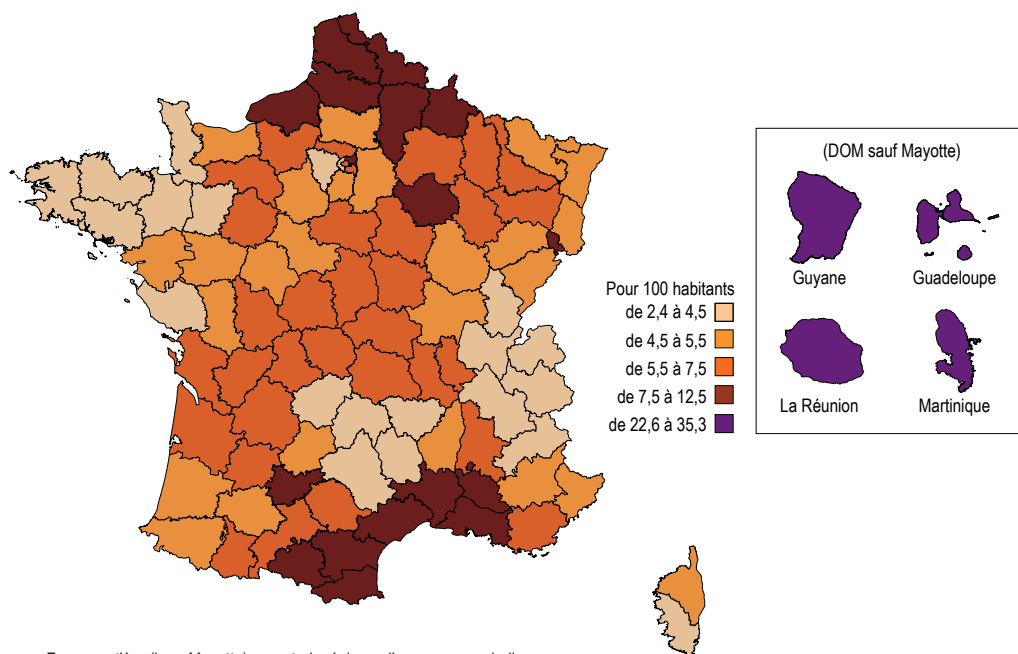 (DOM sauf Mayotte)
Guyane
Guadeloupe
La Réunion
Martinique
Pour 100 habitants
de 2,4 à 4,5
de 4,5 à 5,5
de 5,5 à 7,5
de 7,5 à 12,5
de 22,6 à 35,3